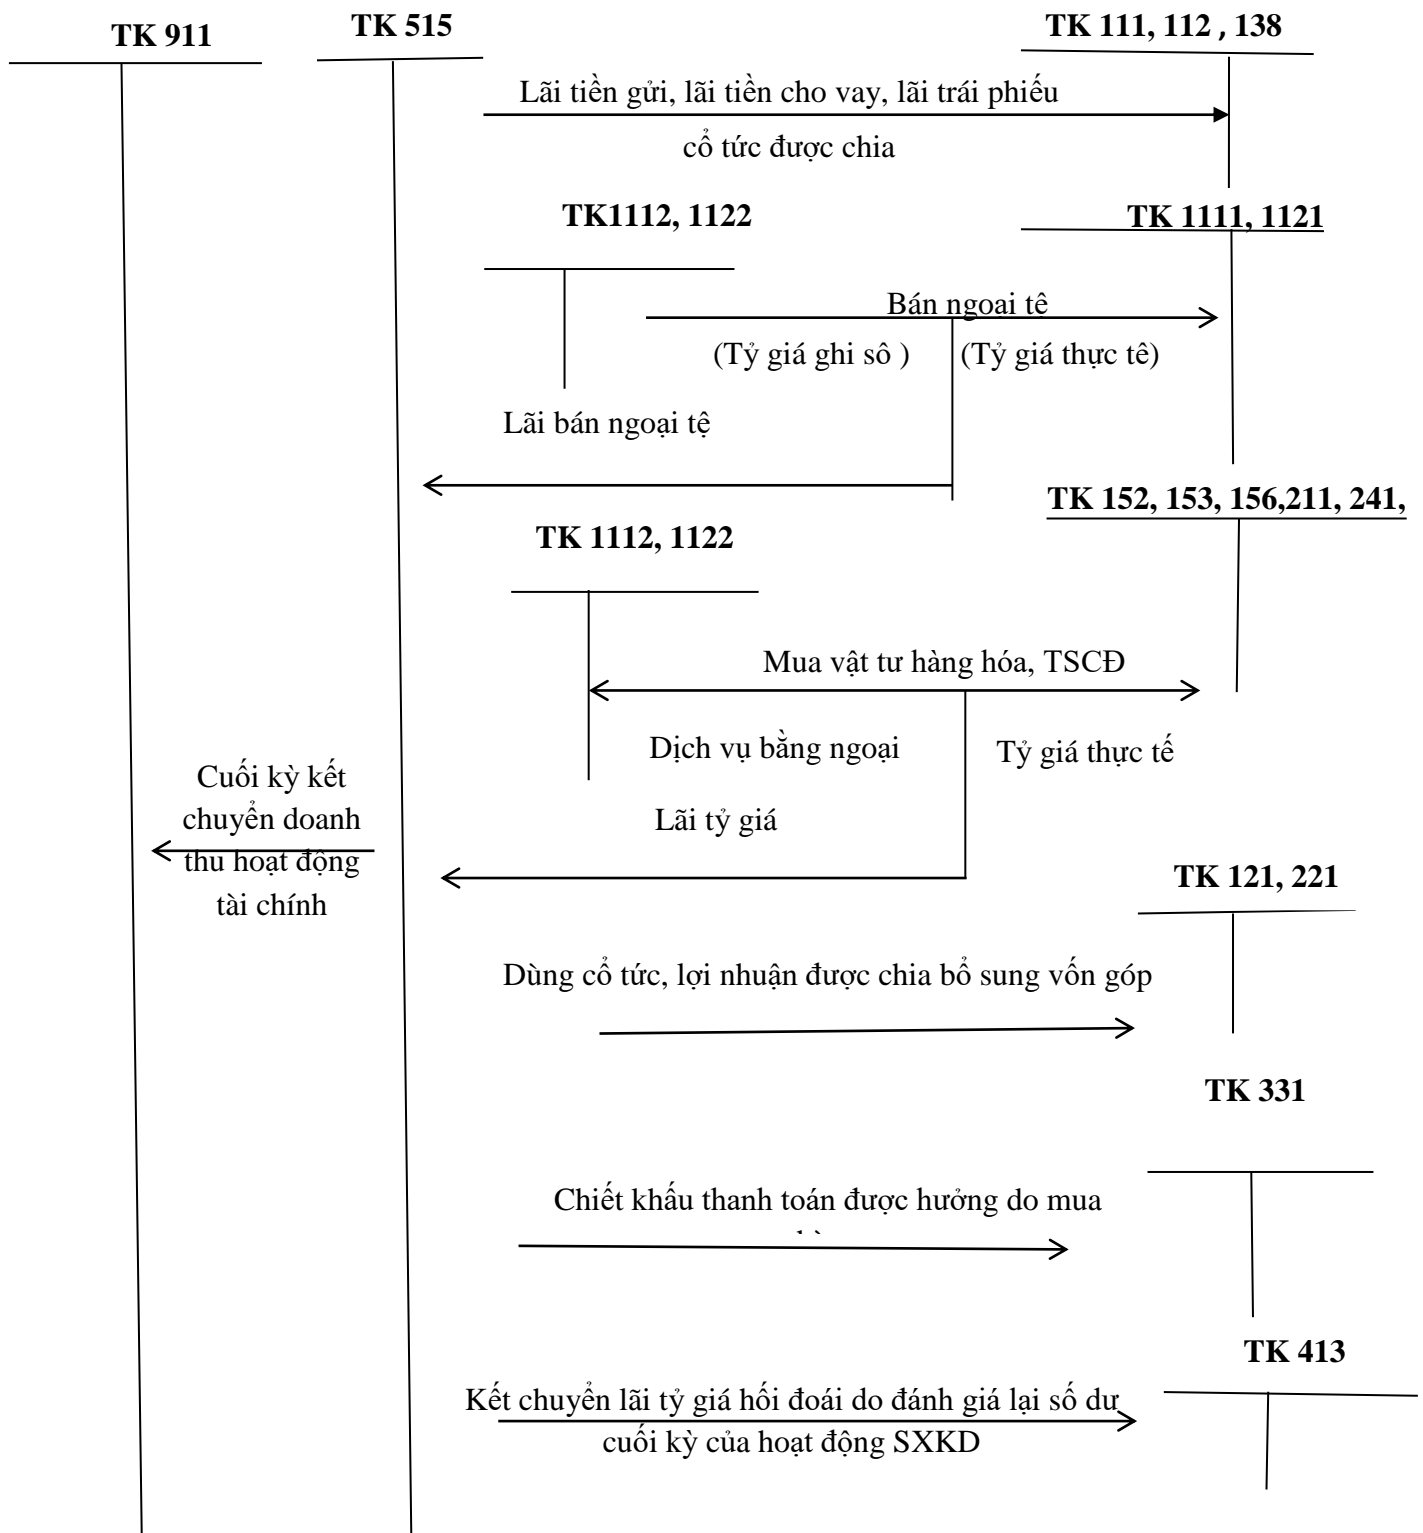 TK 911
TK 515
TK 111, 112 , 138
Lãi tiền gửi, lãi tiền cho vay, lãi trái phiếu
cổ tức được chia
TK1112, 1122
TK 1111, 1121
Bán ngoai tệ
(Tỷ giá ghi sô )
(Tỷ giá thực tê)
Lãi bán ngoại tệ
TK 152, 153, 156,211, 241,
TK 1112, 1122
Mua vật tư hàng hóa, TSCĐ
Dịch vụ bằng ngoại
Tỷ giá thực tế
Lãi tỷ giá
Cuối kỳ kết
chuyển doanh
thu hoạt động
tài chính
TK 121, 221
Dùng cổ tức, lợi nhuận được chia bổ sung vốn góp
TK 331
Chiết khấu thanh toán được hưởng do mua
TK 413
Kết chuyển lãi tỷ giá hối đoái do đánh giá lại số dư
cuối kỳ của hoạt động SXKD